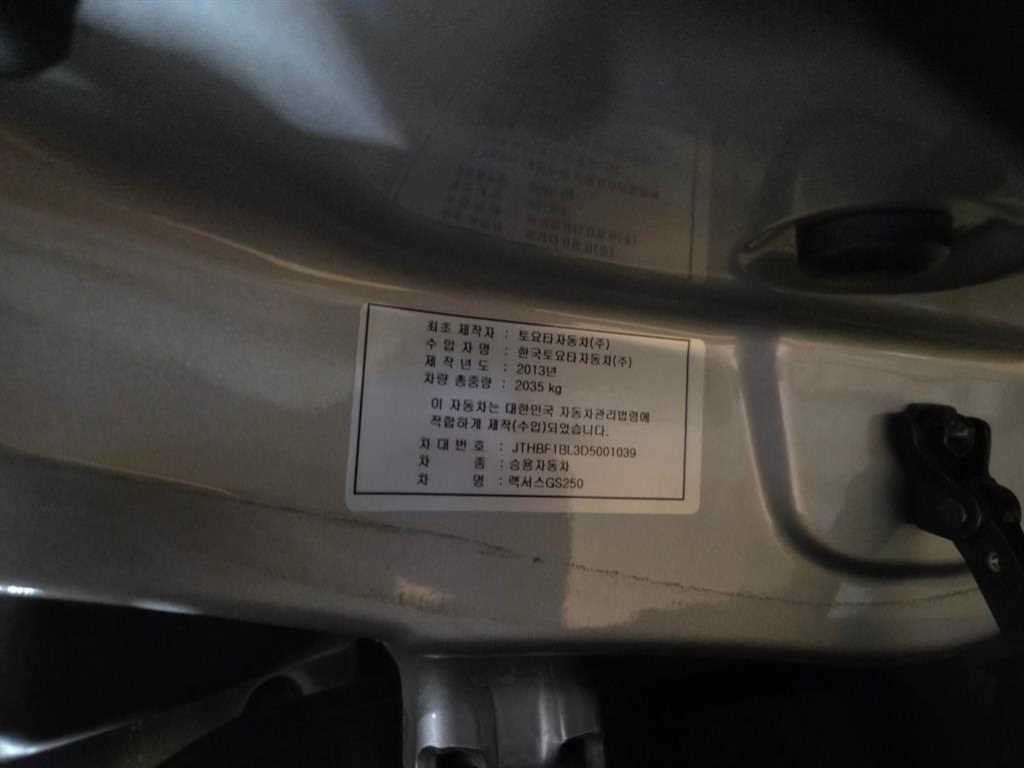 최초 제작자 : 토요타자동차(주)
수 입 자 명 : 한국토요타자동차(주)
제 작 년 도 : 2013년
차량 총중량 : 2035 kg
이 자동차는 대한민국 자동차관리법령에
적합하게 제작(수입)되었습니다.
차 대 번 호 : JTHBF1BL3D5001039
차 종 : 승용자동차
차 명 : 렉서스GS250